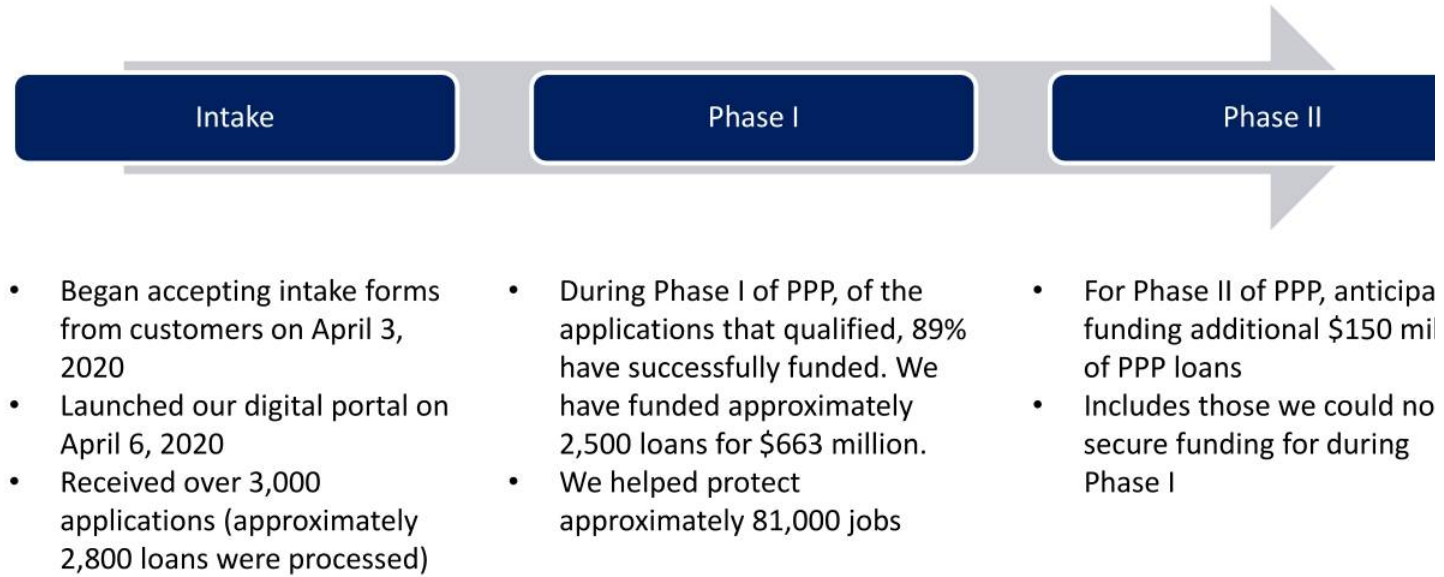 Intake
Phase I
Phase II
• Began accepting intake forms
from customers on April 3,
2020
• Launched our digital portal on
April 6, 2020
• Received over 3,000
applications (approximately
2,800 loans were processed)
• During Phase I of PPP, of the
applications that qualified, 89%
have successfully funded. We
have funded approximately
2,500 loans for $663 million.
• We helped protect
approximately 81,000 jobs
• For Phase II of PPP,
funding additional $150
of PPP loans
• Includes those we could
secure funding for during
Phase I